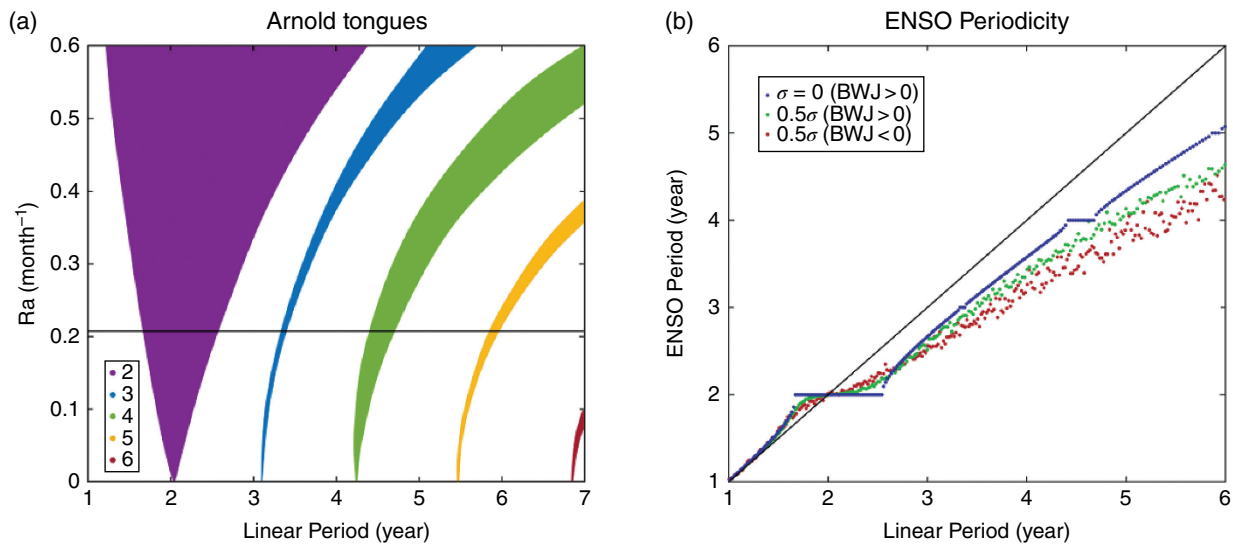 (a)
Arnold tongues
Ra (month⁻¹)
0.6
0.5
0.4
0.3
0.2
0.1
0
2
3
4
5
6
1 2 3 4 5 6 7
Linear Period (year)
(b)
ENSO Periodicity
ENSO Period (year)
6
5
4
3
2
1
σ = 0 (BWJ > 0)
0.5σ (BWJ > 0)
0.5σ (BWJ < 0)
1 2 3 4 5 6
Linear Period (year)